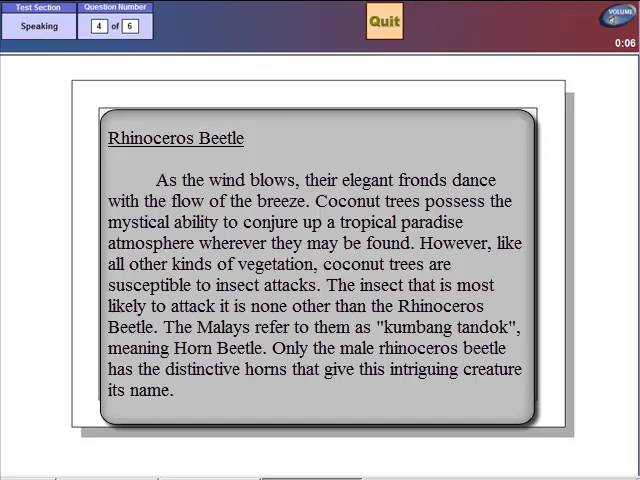 Test Section
Question Number
Speaking
4 of 6
Quit
VOLUME
0:06
Rhinoceros Beetle
As the wind blows, their elegant fronds dance
with the flow of the breeze. Coconut trees possess the
mystical ability to conjure up a tropical paradise
atmosphere wherever they may be found. However, like
all other kinds of vegetation, coconut trees are
susceptible to insect attacks. The insect that is most
likely to attack it is none other than the Rhinoceros
Beetle. The Malays refer to them as "kumbang tandok",
meaning Horn Beetle. Only the male rhinoceros beetle
has the distinctive horns that give this intriguing creature
its name.